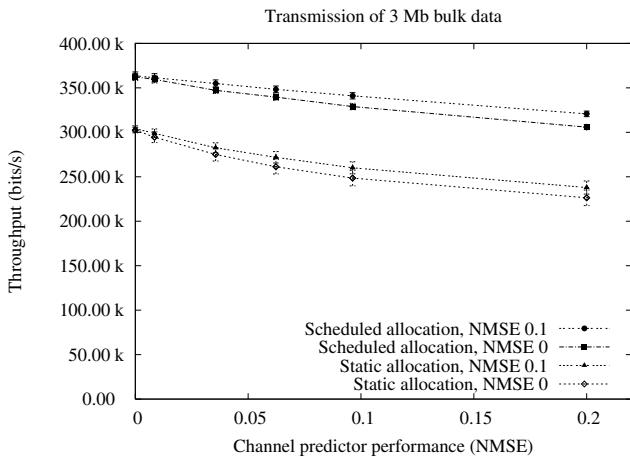 Transmission of 3 Mb bulk data
400.00 k
350.00 k
300.00 k
250.00 k
200.00 k
150.00 k
100.00 k
50.00 k
0.00
Throughput (bits/s)
Scheduled allocation, NMSE 0.1
Scheduled allocation, NMSE 0
Static allocation, NMSE 0.1
Static allocation, NMSE 0
0 0.05 0.1 0.15 0.2
Channel predictor performance (NMSE)